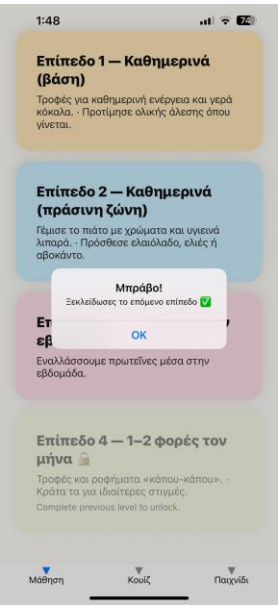 1:48
72
Επίπεδο 1 — Καθημερινά
(βάση)
Τροφές για καθημερινή ενέργεια και γερά
κόκαλα. · Προτίμησε ολικής άλεσης όπου
γίνεται.
Επίπεδο 2 — Καθημερινά
(πράσινη ζώνη)
Γέμισε το πιάτο με χρώματα και υγιεινά
λιπαρά. · Πρόσθεσε ελαιόλαδο, ελιές ή
αβοκάντο.
Μπράβο!
Ξεκλείδωσες το επόμενο επίπεδο ✅
OK
Εναλλάσσουμε πρωτεΐνες μέσα στην
εβδομάδα.
Επίπεδο 4 — 1–2 φορές τον
μήνα 🔒
Τροφές και ροφήματα «κάπου-κάπου». ·
Κράτα τα για ιδιαίτερες στιγμές.
Complete previous level to unlock.
Μάθηση
Κουίζ
Παιχνίδι